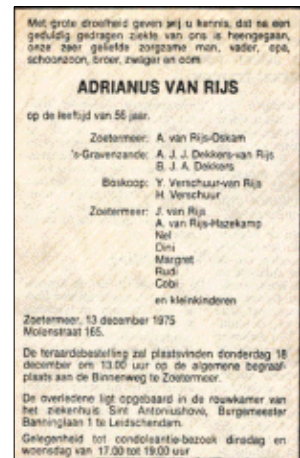 Met grote droefheid geven wij u kennis, dat na een
geduldig gedragen ziekte van ons is heengegaan,
onze zeer geliefde zorgzame man, vader, opa,
schoonzoon, broer, zwager en oom
ADRIANUS VAN RIJS
op de leeftijd van 56 jaar.
Zoetermeer: A. van Rijs-Oskam
's-Gravenzande: A. J. J. Dekkers-van Rijs
B. J. A. Dekkers
Boskoop: Y. Verschuur-van Rijs
H. Verschuur
Zoetermeer: J. van Rijs
A. van Rijs-Hazekamp
Nel
Dini
Margret
Rudi
Cobi
en kleinkinderen
Zoetermeer, 13 december 1975
Molenstraat 165.
De teraardebestelling zal plaatsvinden donderdag 18
december om 13.00 uur op de algemene begraaf-
plaats aan de Binnenweg te Zoetermeer.
De overledene ligt opgebaard in de rouwkamer van
het ziekenhuis Sint Antoniushove, Burgemeester
Banninglaan 1 te Leidschendam.
Gelegenheid tot condoleantie-bezoek dinsdag en
woensdag van 17.00 tot 19.00 uur